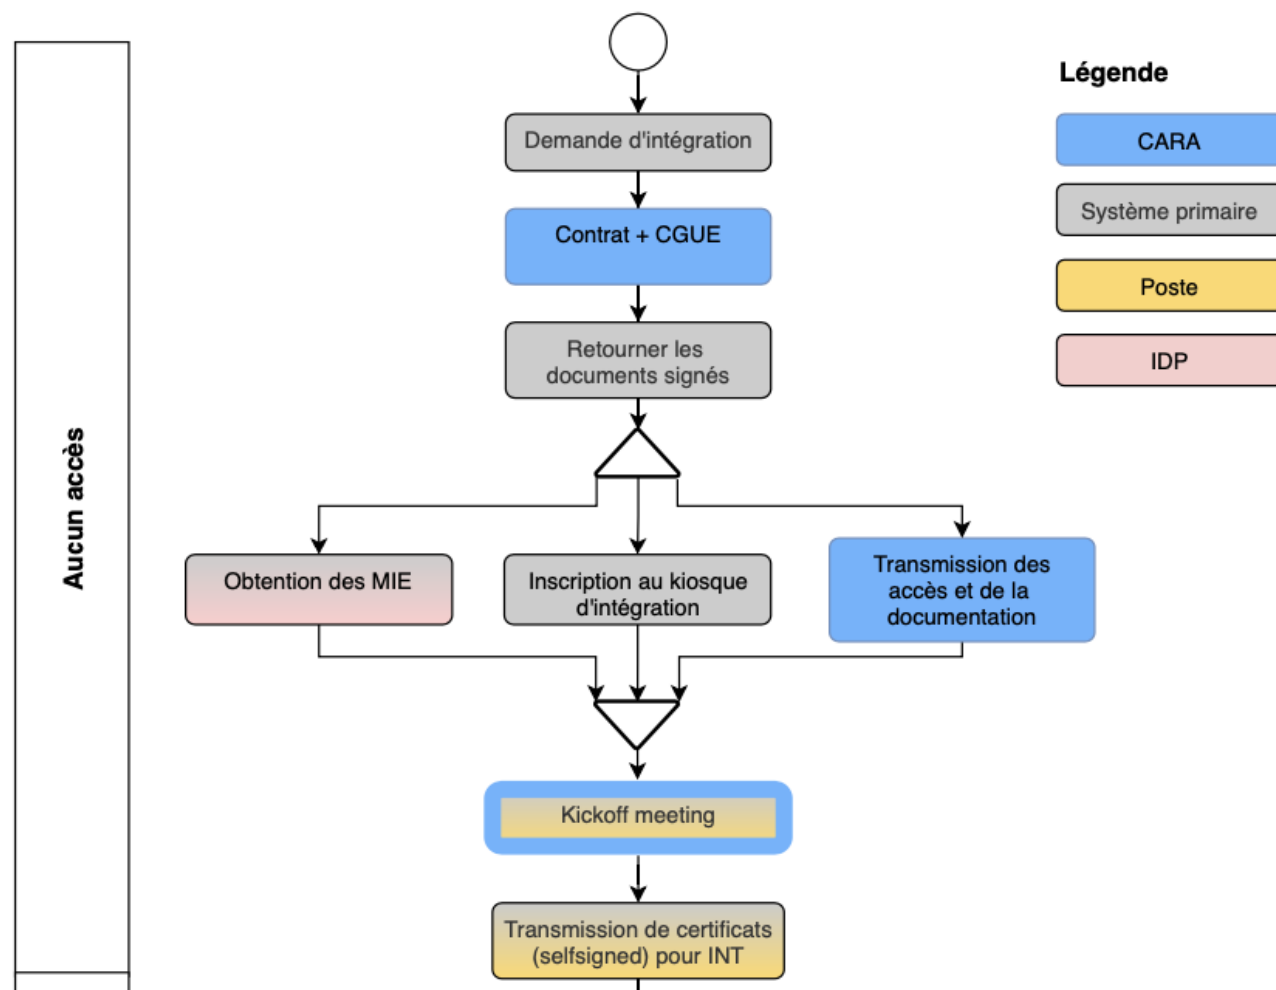 Légende
CARA
Système primaire
Poste
IDP
Aucun accès
Demande d'intégration
Contrat + CGUE
Retourner les
documents signés
Obtention des MIE
Inscription au kiosque
d'intégration
Transmission des
accès et de la
documentation
Kickoff meeting
Transmission de certificats
(selfsigned) pour INT